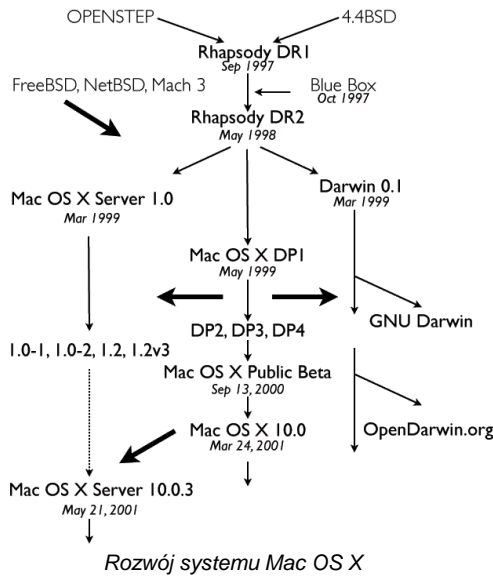 OPENSTEP
4.4BSD
Rhapsody DR1
Sep 1997
FreeBSD, NetBSD, Mach 3
Blue Box
Oct 1997
Rhapsody DR2
May 1998
Mac OS X Server 1.0
Mar 1999
Darwin 0.1
Mar 1999
Mac OS X DP1
May 1999
GNU Darwin
DP2, DP3, DP4
1.0-1, 1.0-2, 1.2, 1.2v3
Mac OS X Public Beta
Sep 13, 2000
Mac OS X 10.0
Mar 24, 2001
OpenDarwin.org
Mac OS X Server 10.0.3
May 21, 2001
Rozwój systemu Mac OS X